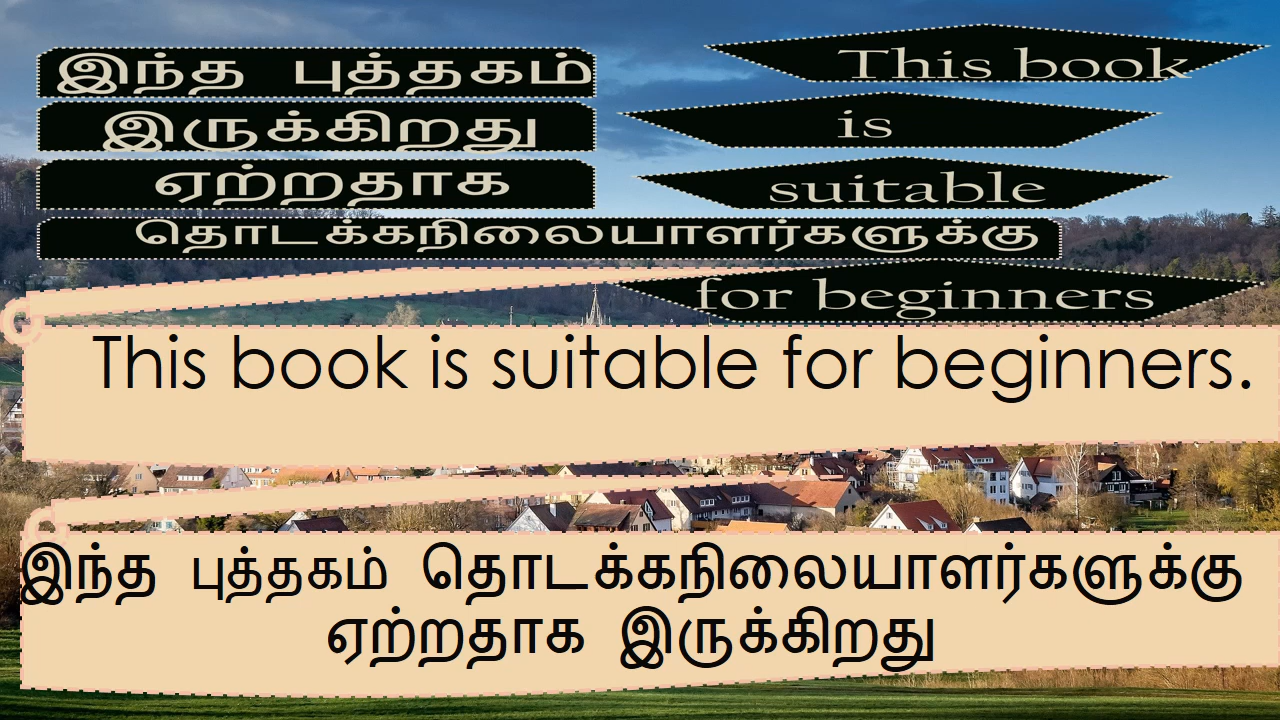 இந்த புத்தகம்
This book
இருக்கிறது
is
ஏற்றதாக
suitable
தொடக்கநிலையாளர்களுக்கு
for beginners
This book is suitable for beginners.
இந்த புத்தகம் தொடக்கநிலையாளர்களுக்கு
ஏற்றதாக இருக்கிறது